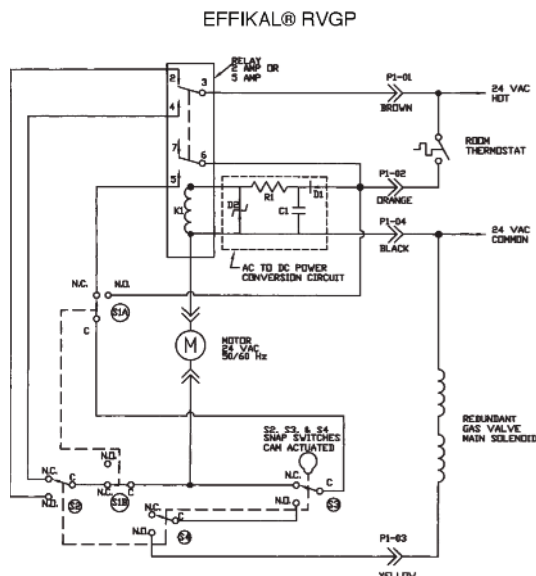 EFFIKAL® RVGP
RELAY
2 AMP OR
5 AMP
2
3
4
7
6
5
K1
P1-01
BROWN
24 VAC
HOT
ROOM
THERMOSTAT
R1
D1
D2
C1
P1-02
ORANGE
P1-04
BLACK
24 VAC
COMMON
AC TO DC POWER
CONVERSION CIRCUIT
N.C.
N.O.
S1A
C
M
MOTOR
24 VAC
50/60 Hz
S2, S3, & S4
SNAP SWITCHES
CAM ACTUATED
REDUNDANT
GAS VALVE
MAIN SOLENOID
N.O.
N.C.
C
N.C.
C
S1B
N.C.
C
S3
N.O.
S2
N.O.
N.C.
C
S4
N.O.
P1-03
YELLOW